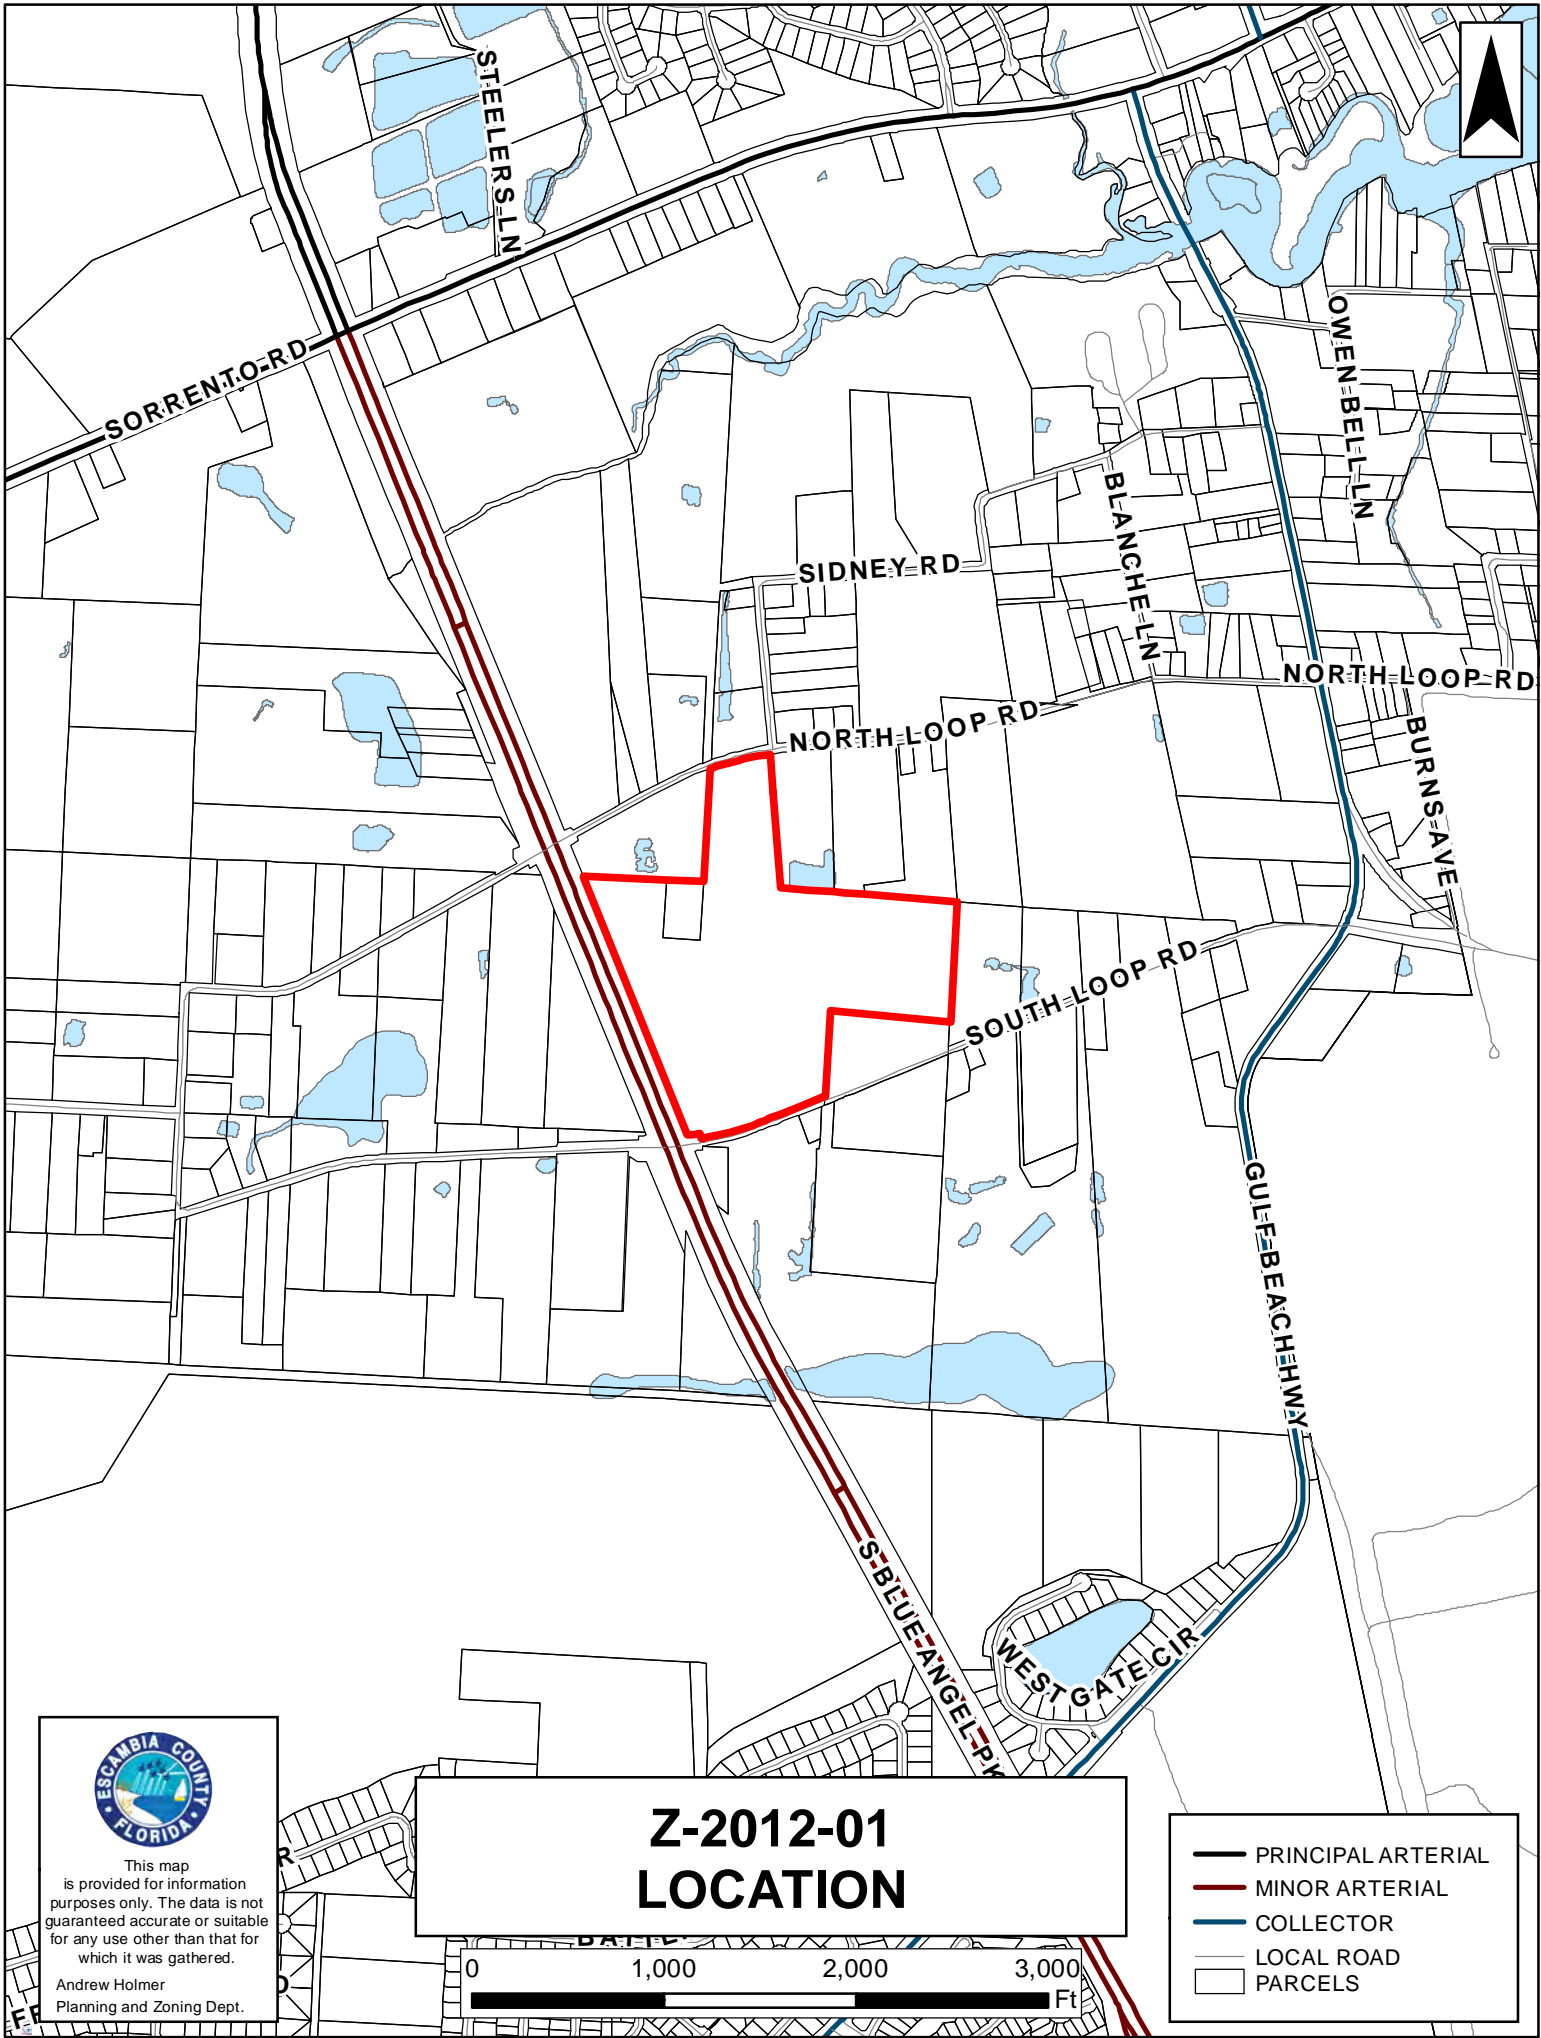 STEELERS LN
SORRENTO RD
OWEN BELL LN
BLANCHE LN
SIDNEY RD
NORTH LOOP RD
NORTH LOOP RD
BURNS AVE
SOUTH LOOP RD
GULF BEACH HWY
S BLUE ANGEL PK
WESTGATE CIR
ESCAMBIA COUNTY
FLORIDA
This map
is provided for information
purposes only. The data is not
guaranteed accurate or suitable
for any use other than that for
which it was gathered.
Andrew Holmer
Planning and Zoning Dept.
Z-2012-01
LOCATION
0 1,000 2,000 3,000
Ft
PRINCIPAL ARTERIAL
MINOR ARTERIAL
COLLECTOR
LOCAL ROAD
PARCELS